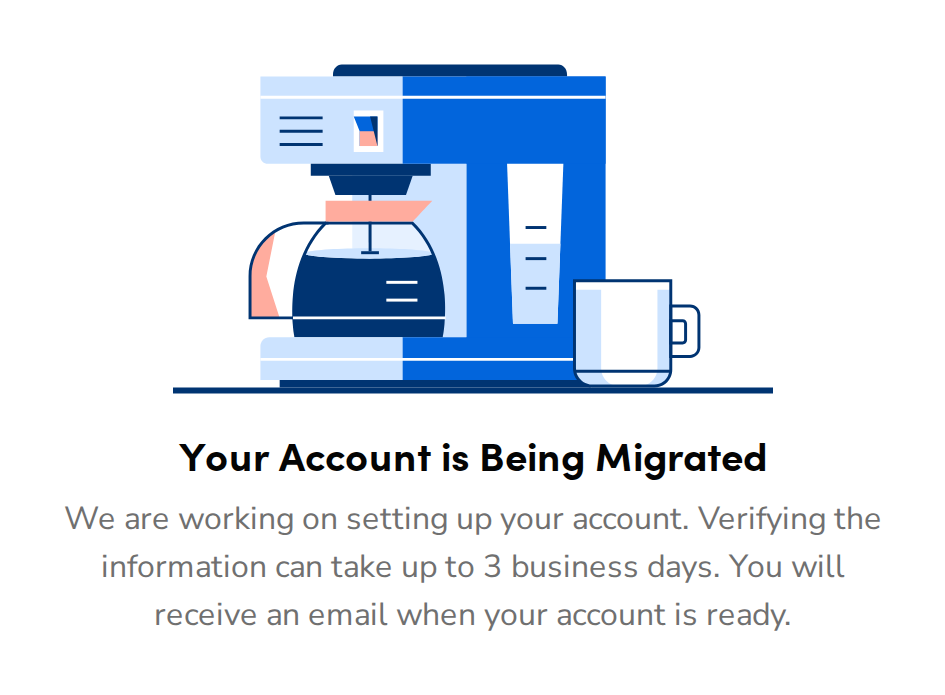 Your Account is Being Migrated
We are working on setting up your account. Verifying the
information can take up to 3 business days. You will
receive an email when your account is ready.